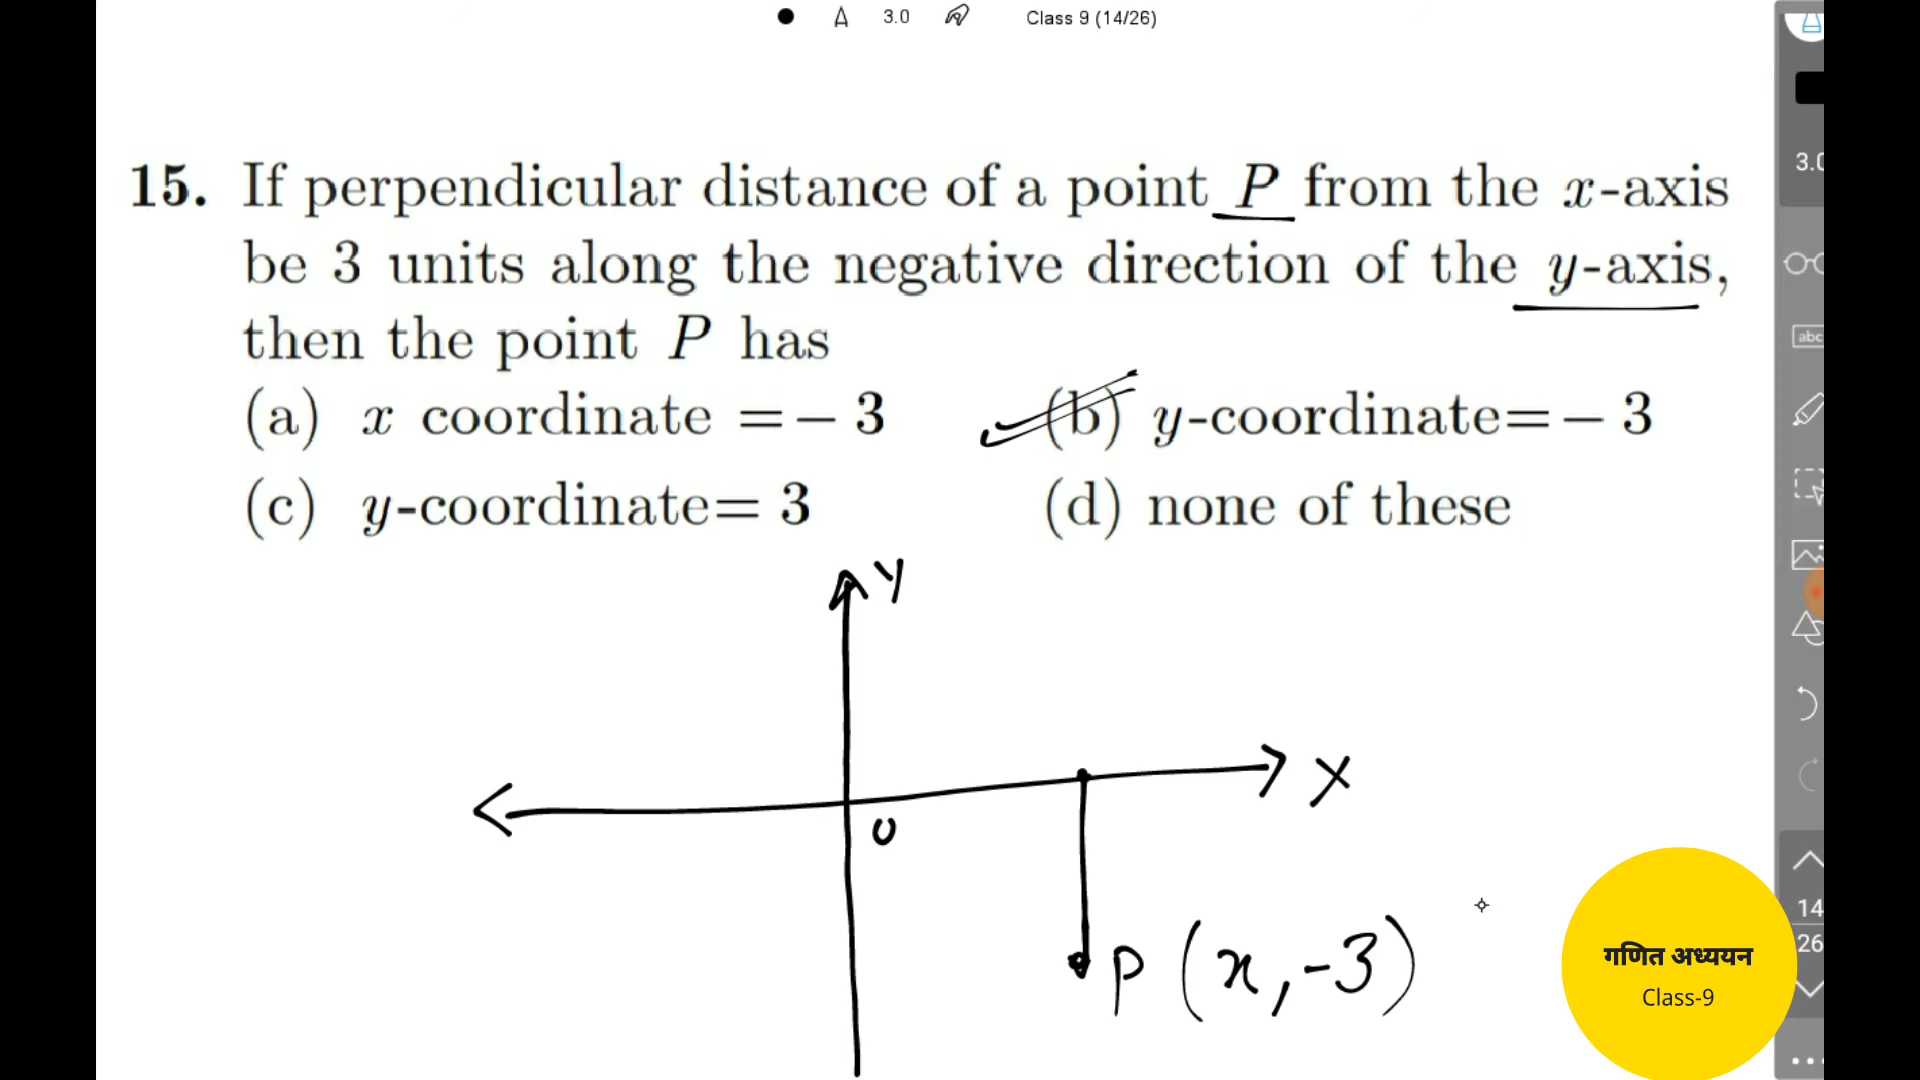 3.0 Class 9 (14/26)
15. If perpendicular distance of a point P from the x-axis
be 3 units along the negative direction of the y-axis,
then the point P has
(a) x coordinate =− 3 (b) y-coordinate=− 3
(c) y-coordinate= 3 (d) none of these
Y
X
0
P (x, -3)
3.0
abc
14
26
गणित अध्ययन
Class-9